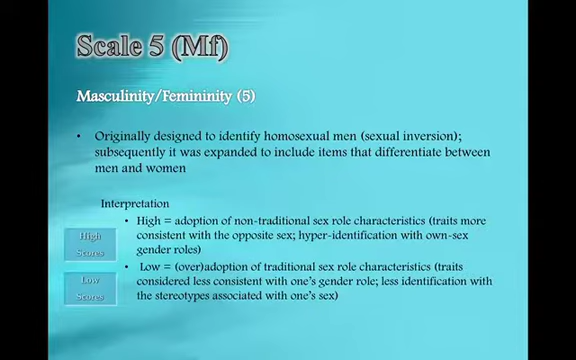 Scale 5 (Mf)
Masculinity/Femininity (5)
• Originally designed to identify homosexual men (sexual inversion);
subsequently it was expanded to include items that differentiate between
men and women
Interpretation
• High = adoption of non-traditional sex role characteristics (traits more
consistent with the opposite sex; hyper-identification with own-sex
gender roles)
High
Scores
• Low = (over)adoption of traditional sex role characteristics (traits
considered less consistent with one's gender role; less identification with
the stereotypes associated with one's sex)
Low
Scores